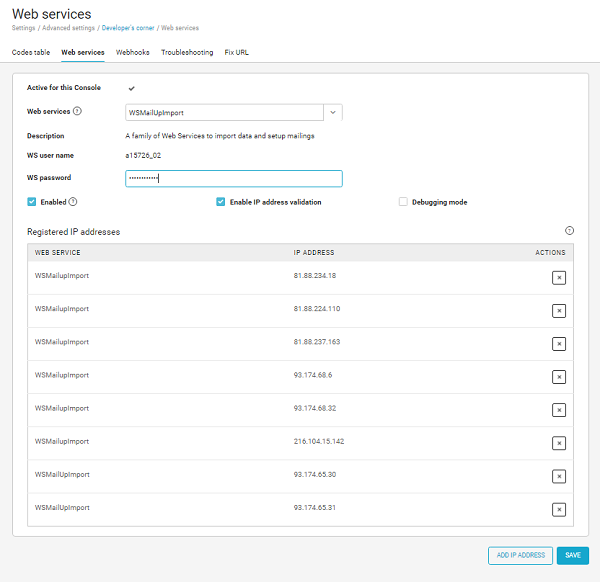 Web services
Settings / Advanced settings / Developer's corner / Web services
Codes table Web services Webhooks Troubleshooting Fix URL
Active for this Console
Web services ? WSMailUpImport
Description A family of Web Services to import data and setup mailings
WS user name a15726_02
WS password ••••••••••••
Enabled ? Enable IP address validation Debugging mode
Registered IP addresses ?
WEB SERVICE IP ADDRESS ACTIONS
WSMailupImport 81.88.234.18
WSMailupImport 81.88.224.110
WSMailupImport 81.88.237.163
WSMailupImport 93.174.68.6
WSMailupImport 93.174.68.32
WSMailupImport 216.104.15.142
WSMailUpImport 93.174.65.30
WSMailUpImport 93.174.65.31
ADD IP ADDRESS SAVE